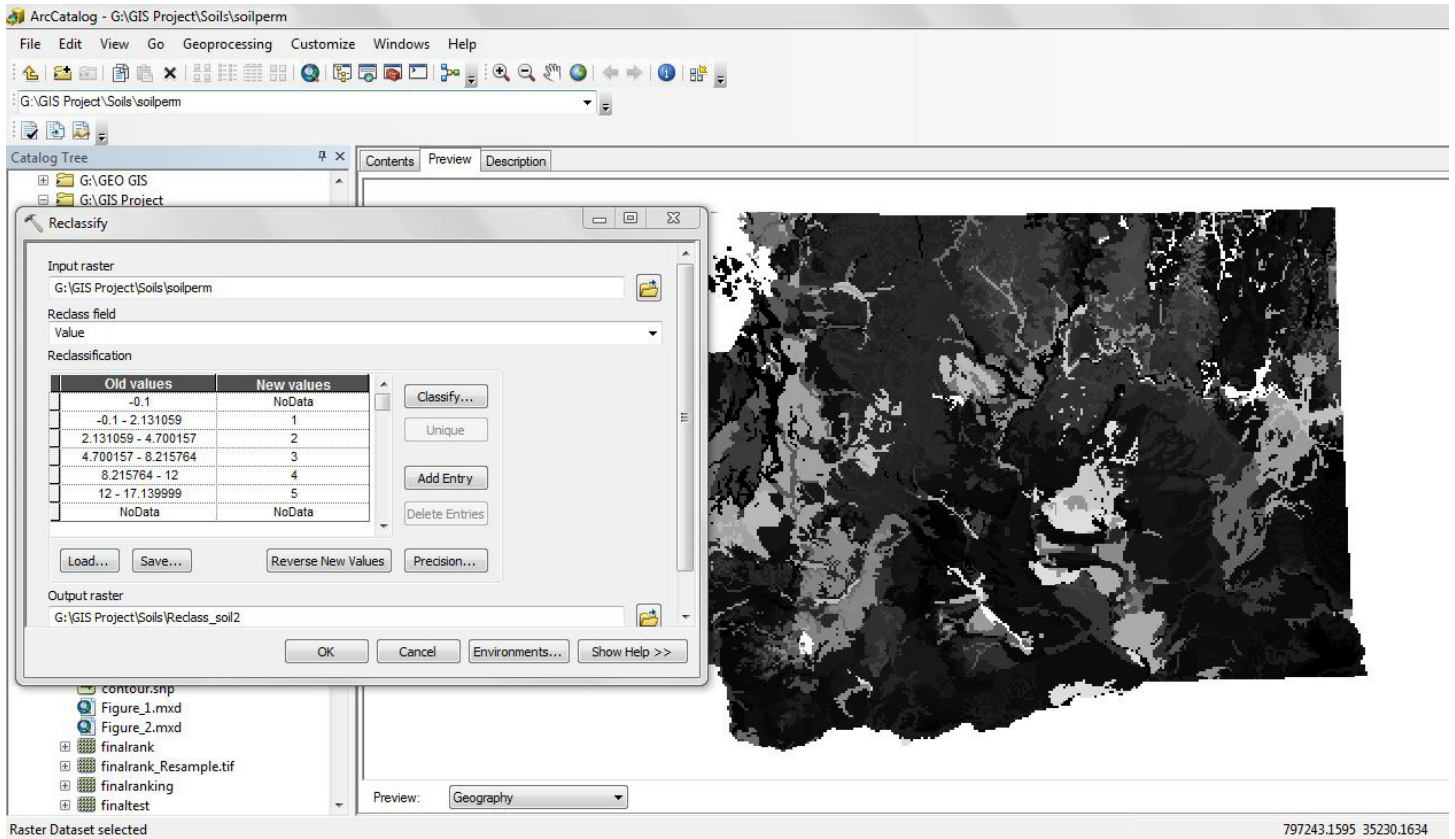 ArcCatalog - G:\GIS Project\Soils\soilperm
File Edit View Go Geoprocessing Customize Windows Help
G:\GIS Project\Soils\soilperm
Catalog Tree
Contents Preview Description
G:\GEO GIS
G:\GIS Project
Reclassify
Input raster
G:\GIS Project\Soils\soilperm
Reclass field
Value
Reclassification
Old values New values
-0.1 NoData
-0.1 - 2.131059 1
2.131059 - 4.700157 2
4.700157 - 8.215764 3
8.215764 - 12 4
12 - 17.139999 5
NoData NoData
Classify...
Unique
Add Entry
Delete Entries
Load... Save... Reverse New Values Precision...
Output raster
G:\GIS Project\Soils\Reclass_soil2
OK Cancel Environments... Show Help >>
contour.shp
Figure_1.mxd
Figure_2.mxd
finalrank
finalrank_Resample.tif
finalranking
finaltest
Preview: Geography
Raster Dataset selected
797243.1595 35230.1634